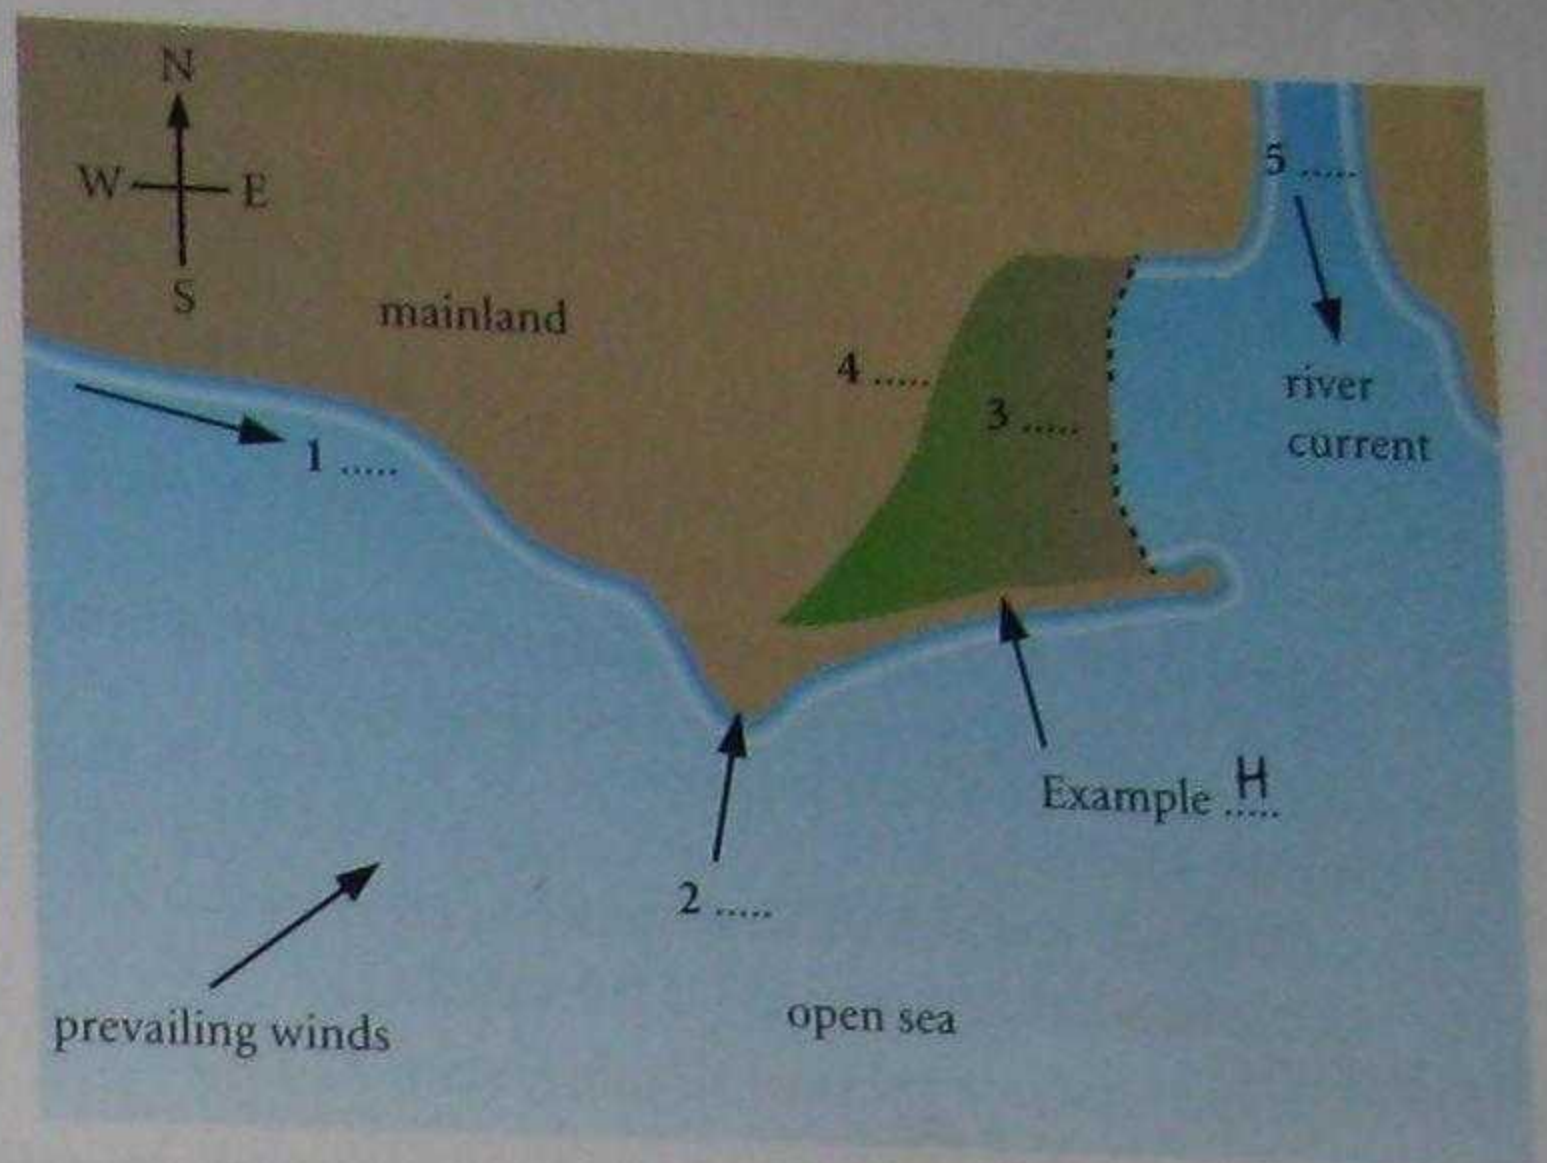 N
W E
S
5 .....
mainland
4 .....
3 .....
river
current
1 .....
Example H
2 .....
prevailing winds
open sea